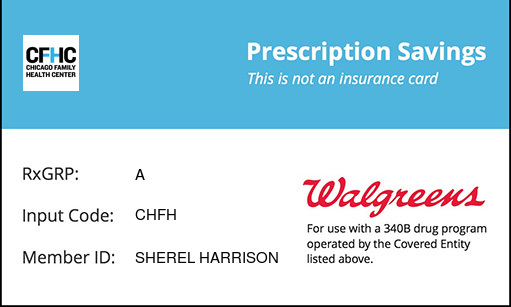 CFHC
CHICAGO FAMILY
HEALTH CENTER
Prescription Savings
This is not an insurance card
RxGRP: A
Input Code: CHFH
Member ID: SHEREL HARRISON
Walgreens
For use with a 340B drug program
operated by the Covered Entity
listed above.